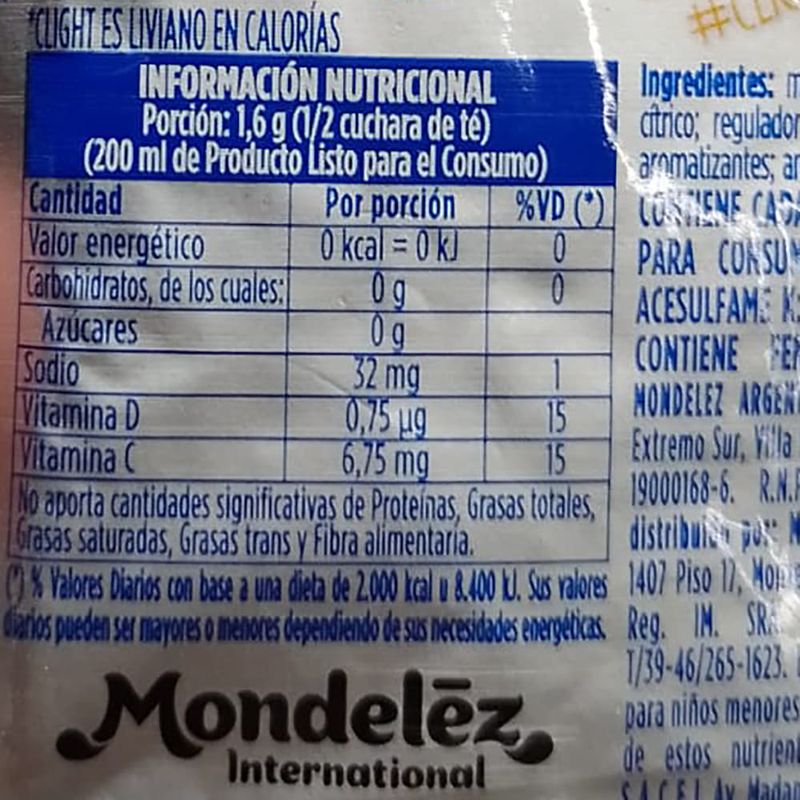 *CLIGHT ES LIVIANO EN CALORÍAS
INFORMACIÓN NUTRICIONAL
Porción: 1,6 g (1/2 cuchara de té)
(200 ml de Producto Listo para el Consumo)
Cantidad Por porción %VD (*)
Valor energético 0 kcal = 0 kJ 0
Carbohidratos, de los cuales: 0 g 0
Azúcares 0 g
Sodio 32 mg 1
Vitamina D 0,75 µg 15
Vitamina C 6,75 mg 15
No aporta cantidades significativas de Proteínas, Grasas totales,
Grasas saturadas, Grasas trans y Fibra alimentaria.
(*) % Valores Diarios con base a una dieta de 2.000 kcal u 8.400 kJ. Sus valores
diarios pueden ser mayores o menores dependiendo de sus necesidades energéticas.
Mondelēz
International
Ingredientes:
cítrico; regulador
aromatizantes;
CONTIENE
PARA
ACESULFAME
CONTIENE
MONDELEZ
Extremo Sur, Villa
19000168-6.
distribuido por:
1407 Piso 17,
Reg. IM.
T/39-46/265-1623.
para niños menores
de estos